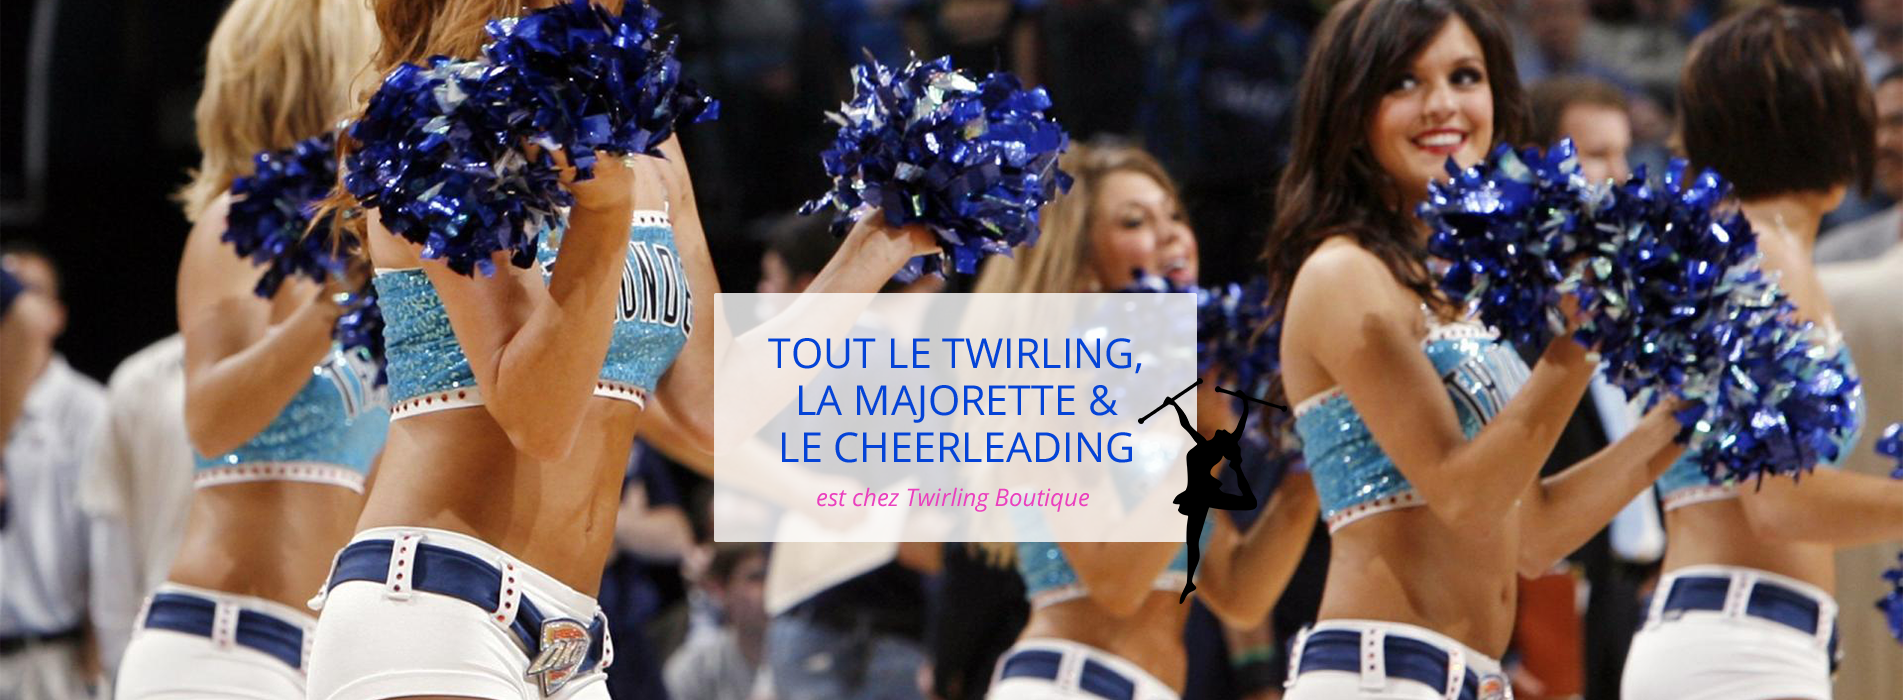 TOUT LE TWIRLING,
LA MAJORETTE &
LE CHEERLEADING
est chez Twirling Boutique